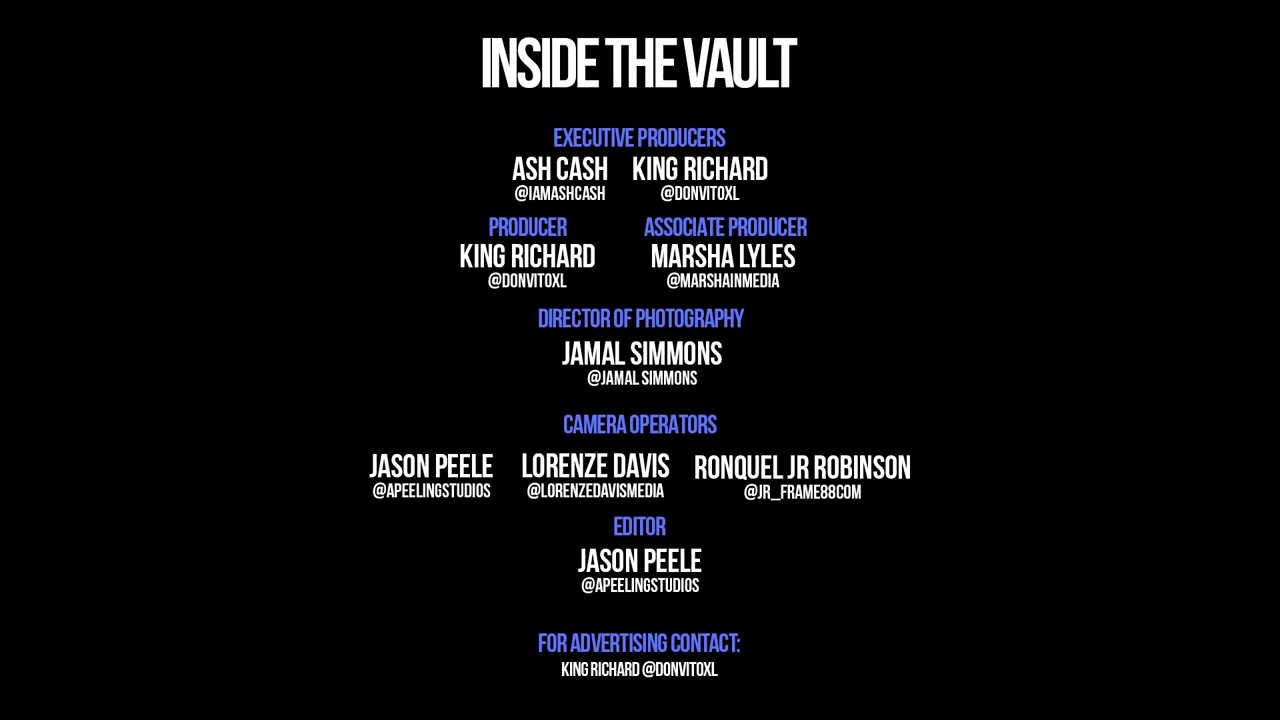 INSIDE THE VAULT
EXECUTIVE PRODUCERS
ASH CASH KING RICHARD
@IAMASHCASH @DONVITOXL
PRODUCER ASSOCIATE PRODUCER
KING RICHARD MARSHA LYLES
@DONVITOXL @MARSHAINMEDIA
DIRECTOR OF PHOTOGRAPHY
JAMAL SIMMONS
@JAMAL SIMMONS
CAMERA OPERATORS
JASON PEELE LORENZE DAVIS RONQUEL JR ROBINSON
@APEELINGSTUDIOS @LORENZEDAVISMEDIA @JR_FRAME88COM
EDITOR
JASON PEELE
@APEELINGSTUDIOS
FOR ADVERTISING CONTACT:
KING RICHARD @DONVITOXL